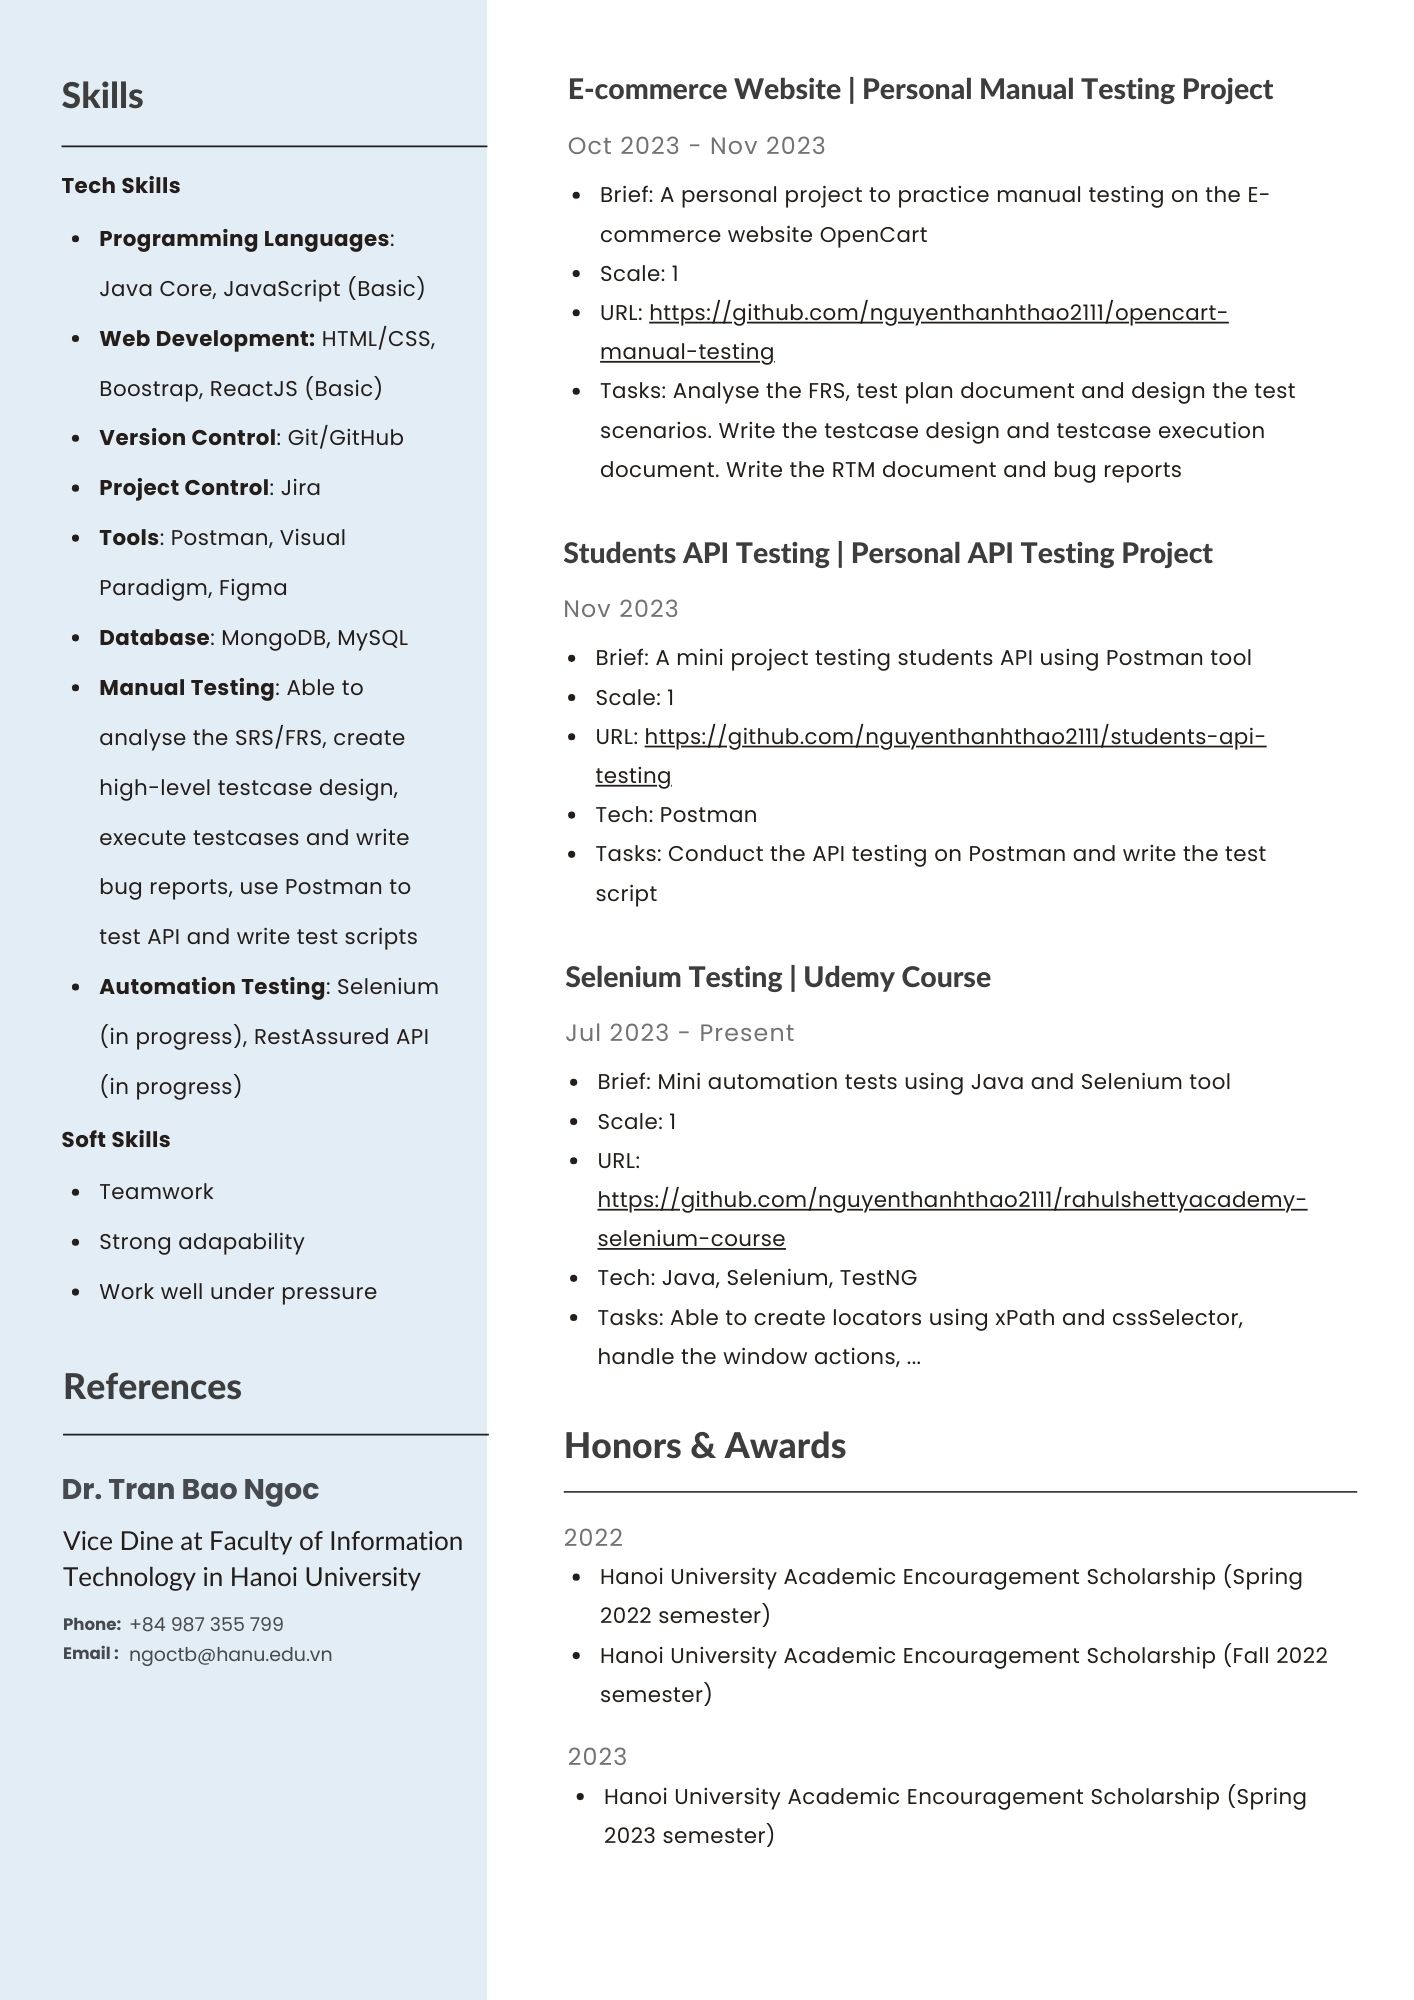 Skills
Tech Skills
• Programming Languages:
Java Core, JavaScript (Basic)
• Web Development: HTML/CSS,
Boostrap, ReactJS (Basic)
• Version Control: Git/GitHub
• Project Control: Jira
• Tools: Postman, Visual
Paradigm, Figma
• Database: MongoDB, MySQL
• Manual Testing: Able to
analyse the SRS/FRS, create
high-level testcase design,
execute testcases and write
bug reports, use Postman to
test API and write test scripts
• Automation Testing: Selenium
(in progress), RestAssured API
(in progress)
Soft Skills
• Teamwork
• Strong adapability
• Work well under pressure
References
Dr. Tran Bao Ngoc
Vice Dine at Faculty of Information
Technology in Hanoi University
Phone: +84 987 355 799
Email : ngoctb@hanu.edu.vn
E-commerce Website | Personal Manual Testing Project
Oct 2023 - Nov 2023
• Brief: A personal project to practice manual testing on the E-
commerce website OpenCart
• Scale: 1
• URL: https://github.com/nguyenthanhthao2111/opencart-
manual-testing
• Tasks: Analyse the FRS, test plan document and design the test
scenarios. Write the testcase design and testcase execution
document. Write the RTM document and bug reports
Students API Testing | Personal API Testing Project
Nov 2023
• Brief: A mini project testing students API using Postman tool
• Scale: 1
• URL: https://github.com/nguyenthanhthao2111/students-api-
testing
• Tech: Postman
• Tasks: Conduct the API testing on Postman and write the test
script
Selenium Testing | Udemy Course
Jul 2023 - Present
• Brief: Mini automation tests using Java and Selenium tool
• Scale: 1
• URL:
https://github.com/nguyenthanhthao2111/rahulshettyacademy-
selenium-course
• Tech: Java, Selenium, TestNG
• Tasks: Able to create locators using xPath and cssSelector,
handle the window actions, ...
Honors & Awards
2022
• Hanoi University Academic Encouragement Scholarship (Spring
2022 semester)
• Hanoi University Academic Encouragement Scholarship (Fall 2022
semester)
2023
• Hanoi University Academic Encouragement Scholarship (Spring
2023 semester)